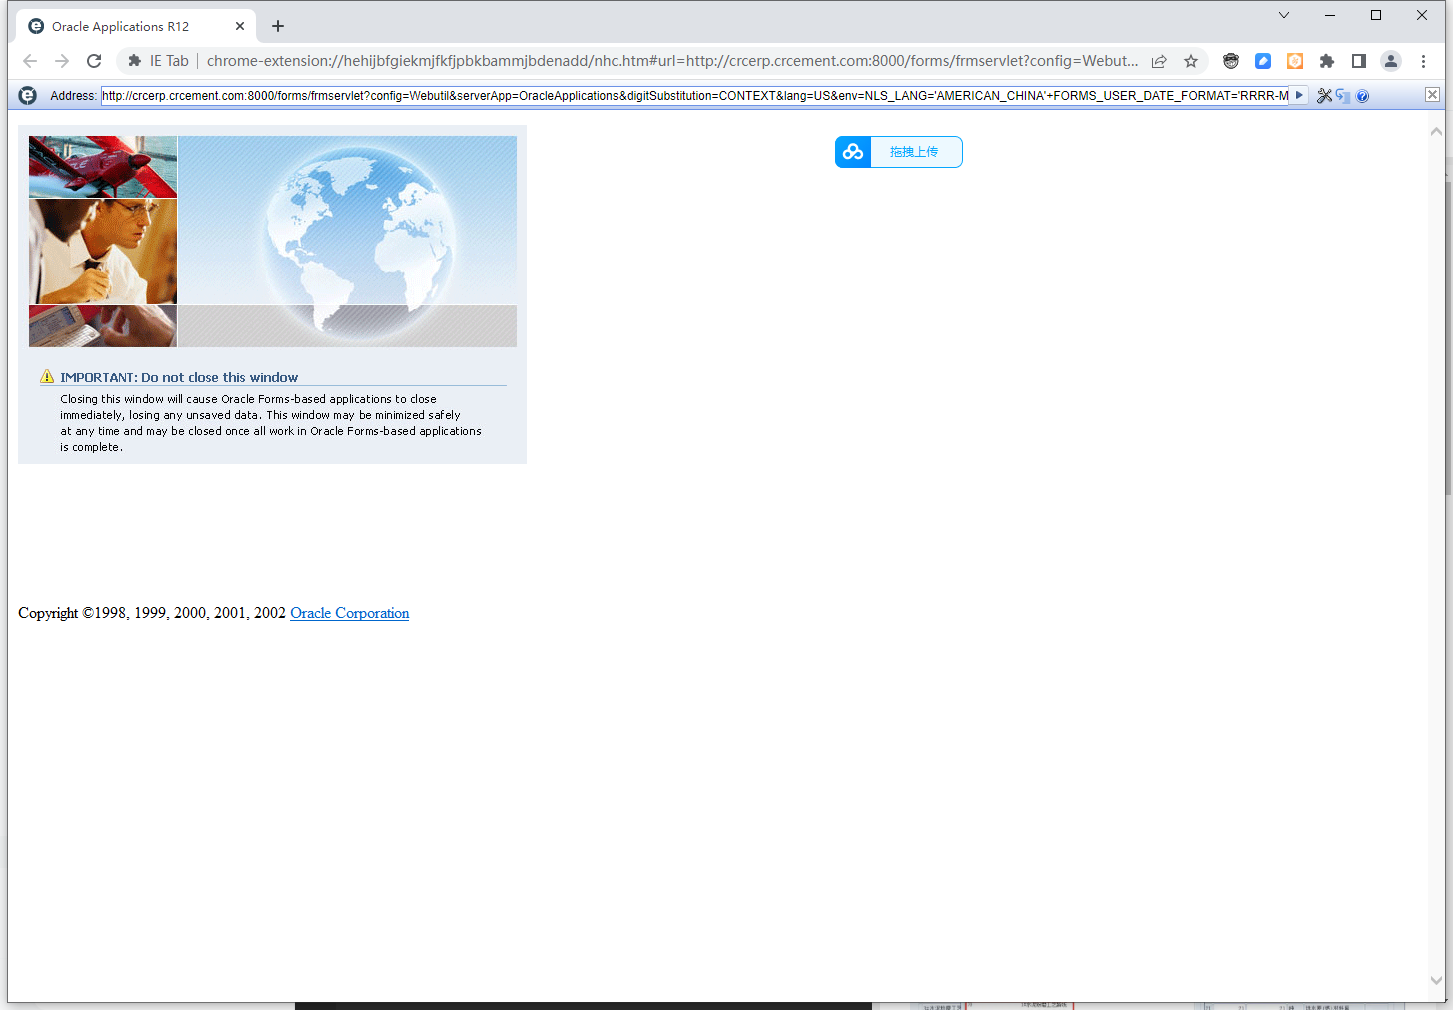 Oracle Applications R12
IE Tab
chrome-extension://hehijbfgiekmjfkfjpbkbammjbdenadd/nhc.htm#url=http://crcerp.crcement.com:8000/forms/frmservlet?config=Webut...
Address: http://crcerp.crcement.com:8000/forms/frmservlet?config=Webutil&serverApp=OracleApplications&digitSubstitution=CONTEXT&lang=US&env=NLS_LANG='AMERICAN_CHINA'+FORMS_USER_DATE_FORMAT='RRRR-M
拖拽上传
IMPORTANT: Do not close this window
Closing this window will cause Oracle Forms-based applications to close
immediately, losing any unsaved data. This window may be minimized safely
at any time and may be closed once all work in Oracle Forms-based applications
is complete.
Copyright ©1998, 1999, 2000, 2001, 2002 Oracle Corporation